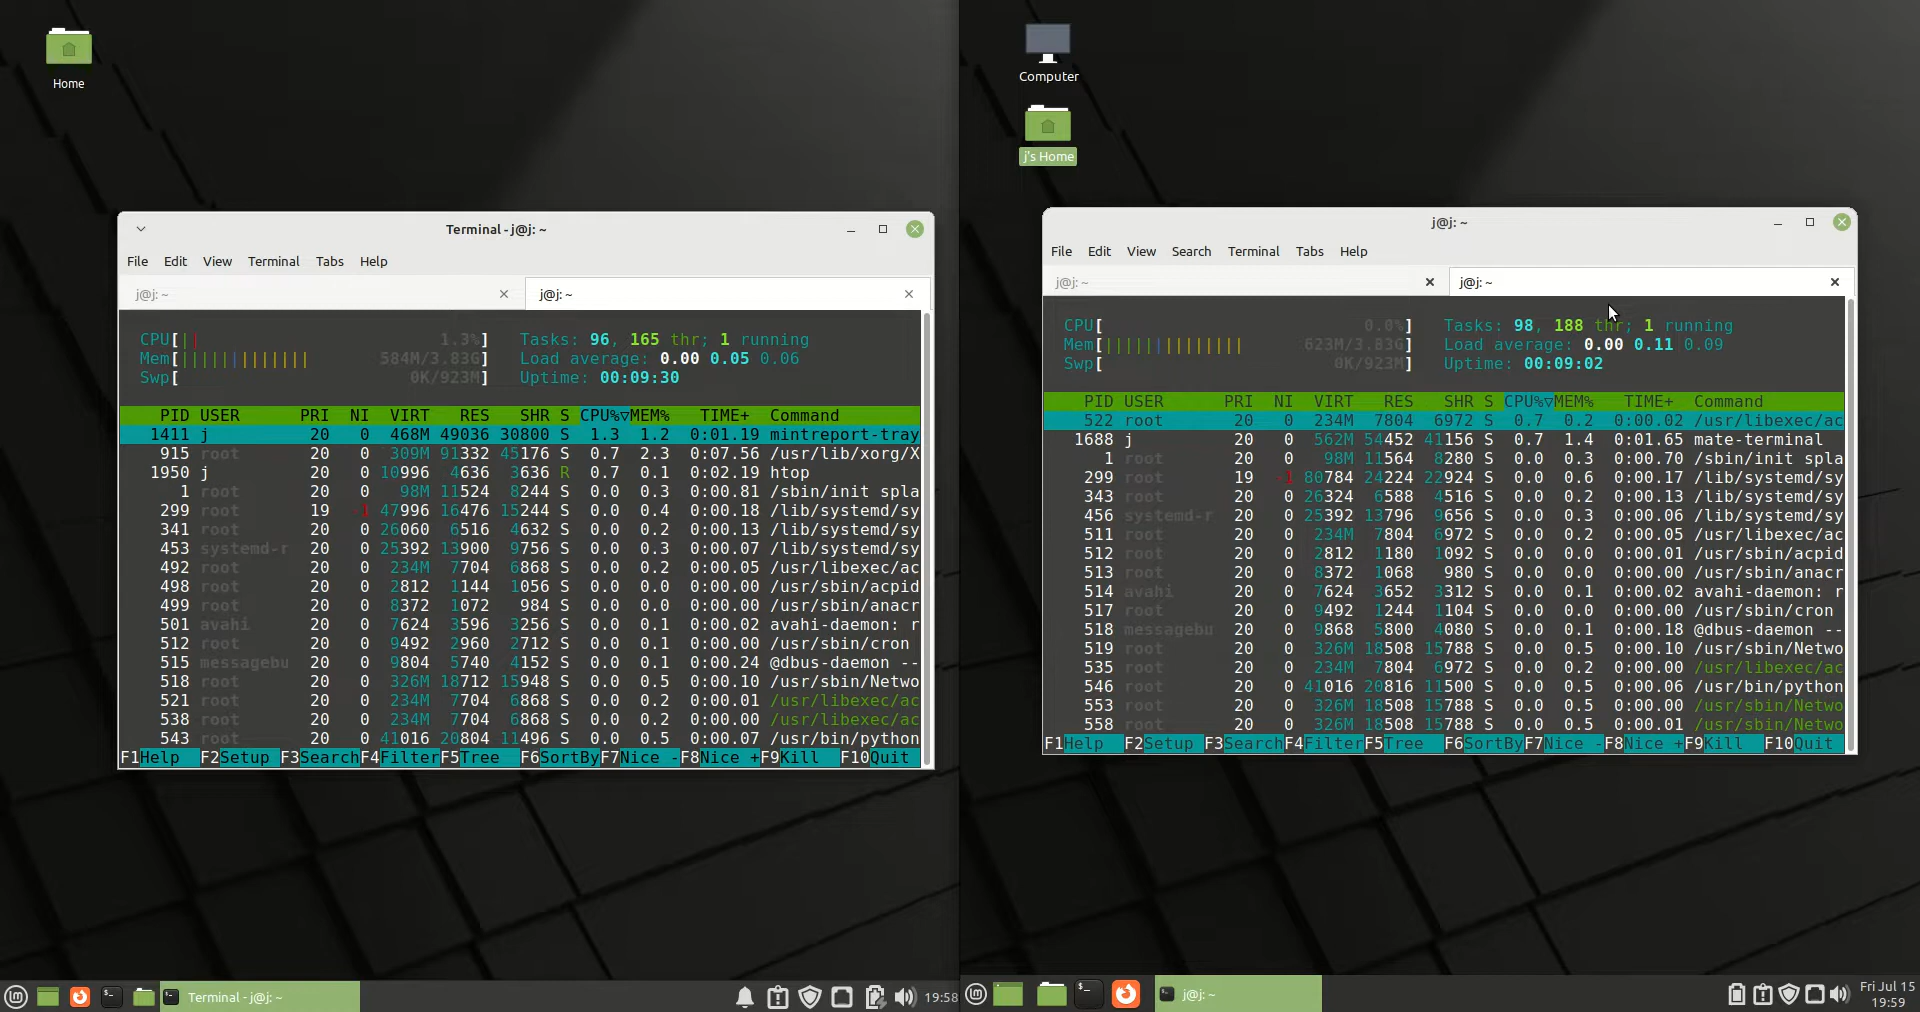 Home
Terminal - j@j: ~
File Edit View Terminal Tabs Help
j@j: ~
j@j: ~
CPU[|| 1.3%] Tasks: 96, 165 thr; 1 running
Mem[||||||||||||| 584M/3.83G] Load average: 0.00 0.05 0.06
Swp[ 0K/923M] Uptime: 00:09:30
PID USER PRI NI VIRT RES SHR S CPU%▽MEM% TIME+ Command
1411 j 20 0 468M 49036 30800 S 1.3 1.2 0:01.19 mintreport-tray
915 root 20 0 309M 91332 45176 S 0.7 2.3 0:07.56 /usr/lib/xorg/X
1950 j 20 0 10996 4636 3636 R 0.7 0.1 0:02.19 htop
1 root 20 0 98M 11524 8244 S 0.0 0.3 0:00.81 /sbin/init spla
299 root 19 -1 47996 16476 15244 S 0.0 0.4 0:00.18 /lib/systemd/sy
341 root 20 0 26060 6516 4632 S 0.0 0.2 0:00.13 /lib/systemd/sy
453 systemd-r 20 0 25392 13900 9756 S 0.0 0.3 0:00.07 /lib/systemd/sy
492 root 20 0 234M 7704 6868 S 0.0 0.2 0:00.05 /usr/libexec/ac
498 root 20 0 2812 1144 1056 S 0.0 0.0 0:00.00 /usr/sbin/acpid
499 root 20 0 8372 1072 984 S 0.0 0.0 0:00.00 /usr/sbin/anacr
501 avahi 20 0 7624 3596 3256 S 0.0 0.1 0:00.02 avahi-daemon: r
512 root 20 0 9492 2960 2712 S 0.0 0.1 0:00.00 /usr/sbin/cron
515 messagebu 20 0 9804 5740 4152 S 0.0 0.1 0:00.24 @dbus-daemon --
518 root 20 0 326M 18712 15948 S 0.0 0.5 0:00.10 /usr/sbin/Netwo
521 root 20 0 234M 7704 6868 S 0.0 0.2 0:00.01 /usr/libexec/ac
538 root 20 0 234M 7704 6868 S 0.0 0.2 0:00.00 /usr/libexec/ac
543 root 20 0 41016 20804 11496 S 0.0 0.5 0:00.07 /usr/bin/python
F1Help F2Setup F3SearchF4FilterF5Tree F6SortByF7Nice -F8Nice +F9Kill F10Quit
Terminal - j@j: ~
19:58
Computer
j's Home
j@j: ~
File Edit View Search Terminal Tabs Help
j@j: ~
j@j: ~
CPU[ 0.0%] Tasks: 98, 188 thr; 1 running
Mem[|||||||||||||| 623M/3.83G] Load average: 0.00 0.11 0.09
Swp[ 0K/923M] Uptime: 00:09:02
PID USER PRI NI VIRT RES SHR S CPU%▽MEM% TIME+ Command
522 root 20 0 234M 7804 6972 S 0.7 0.2 0:00.02 /usr/libexec/ac
1688 j 20 0 562M 54452 41156 S 0.7 1.4 0:01.65 mate-terminal
1 root 20 0 98M 11564 8280 S 0.0 0.3 0:00.70 /sbin/init spla
299 root 19 -1 80784 24224 22924 S 0.0 0.6 0:00.17 /lib/systemd/sy
343 root 20 0 26324 6588 4516 S 0.0 0.2 0:00.13 /lib/systemd/sy
456 systemd-r 20 0 25392 13796 9656 S 0.0 0.3 0:00.06 /lib/systemd/sy
511 root 20 0 234M 7804 6972 S 0.0 0.2 0:00.05 /usr/libexec/ac
512 root 20 0 2812 1180 1092 S 0.0 0.0 0:00.01 /usr/sbin/acpid
513 root 20 0 8372 1068 980 S 0.0 0.0 0:00.00 /usr/sbin/anacr
514 avahi 20 0 7624 3652 3312 S 0.0 0.1 0:00.02 avahi-daemon: r
517 root 20 0 9492 1244 1104 S 0.0 0.0 0:00.00 /usr/sbin/cron
518 messagebu 20 0 9868 5800 4080 S 0.0 0.1 0:00.18 @dbus-daemon --
519 root 20 0 326M 18508 15788 S 0.0 0.5 0:00.10 /usr/sbin/Netwo
535 root 20 0 234M 7804 6972 S 0.0 0.2 0:00.00 /usr/libexec/ac
546 root 20 0 41016 20816 11500 S 0.0 0.5 0:00.06 /usr/bin/python
553 root 20 0 326M 18508 15788 S 0.0 0.5 0:00.00 /usr/sbin/Netwo
558 root 20 0 326M 18508 15788 S 0.0 0.5 0:00.01 /usr/sbin/Netwo
F1Help F2Setup F3SearchF4FilterF5Tree F6SortByF7Nice -F8Nice +F9Kill F10Quit
j@j: ~
Fri Jul 15
19:59